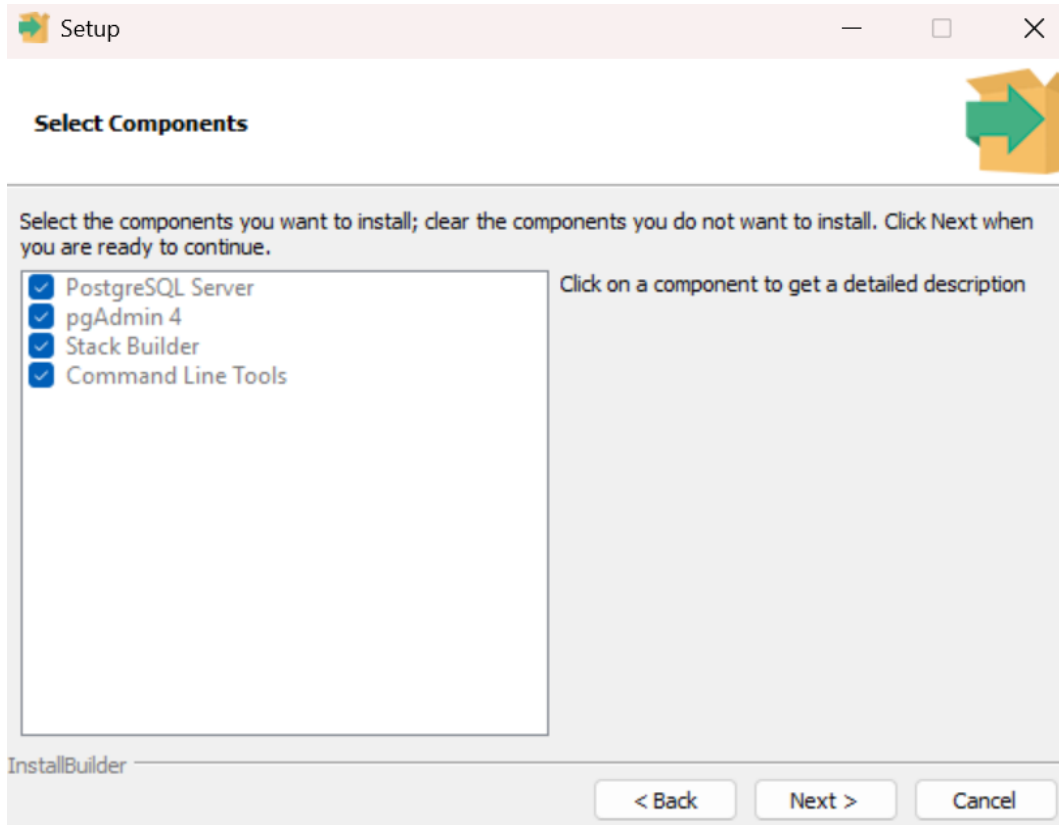 Setup
Select Components
Select the components you want to install; clear the components you do not want to install. Click Next when
you are ready to continue.
PostgreSQL Server
pgAdmin 4
Stack Builder
Command Line Tools
Click on a component to get a detailed description
InstallBuilder
< Back
Next >
Cancel